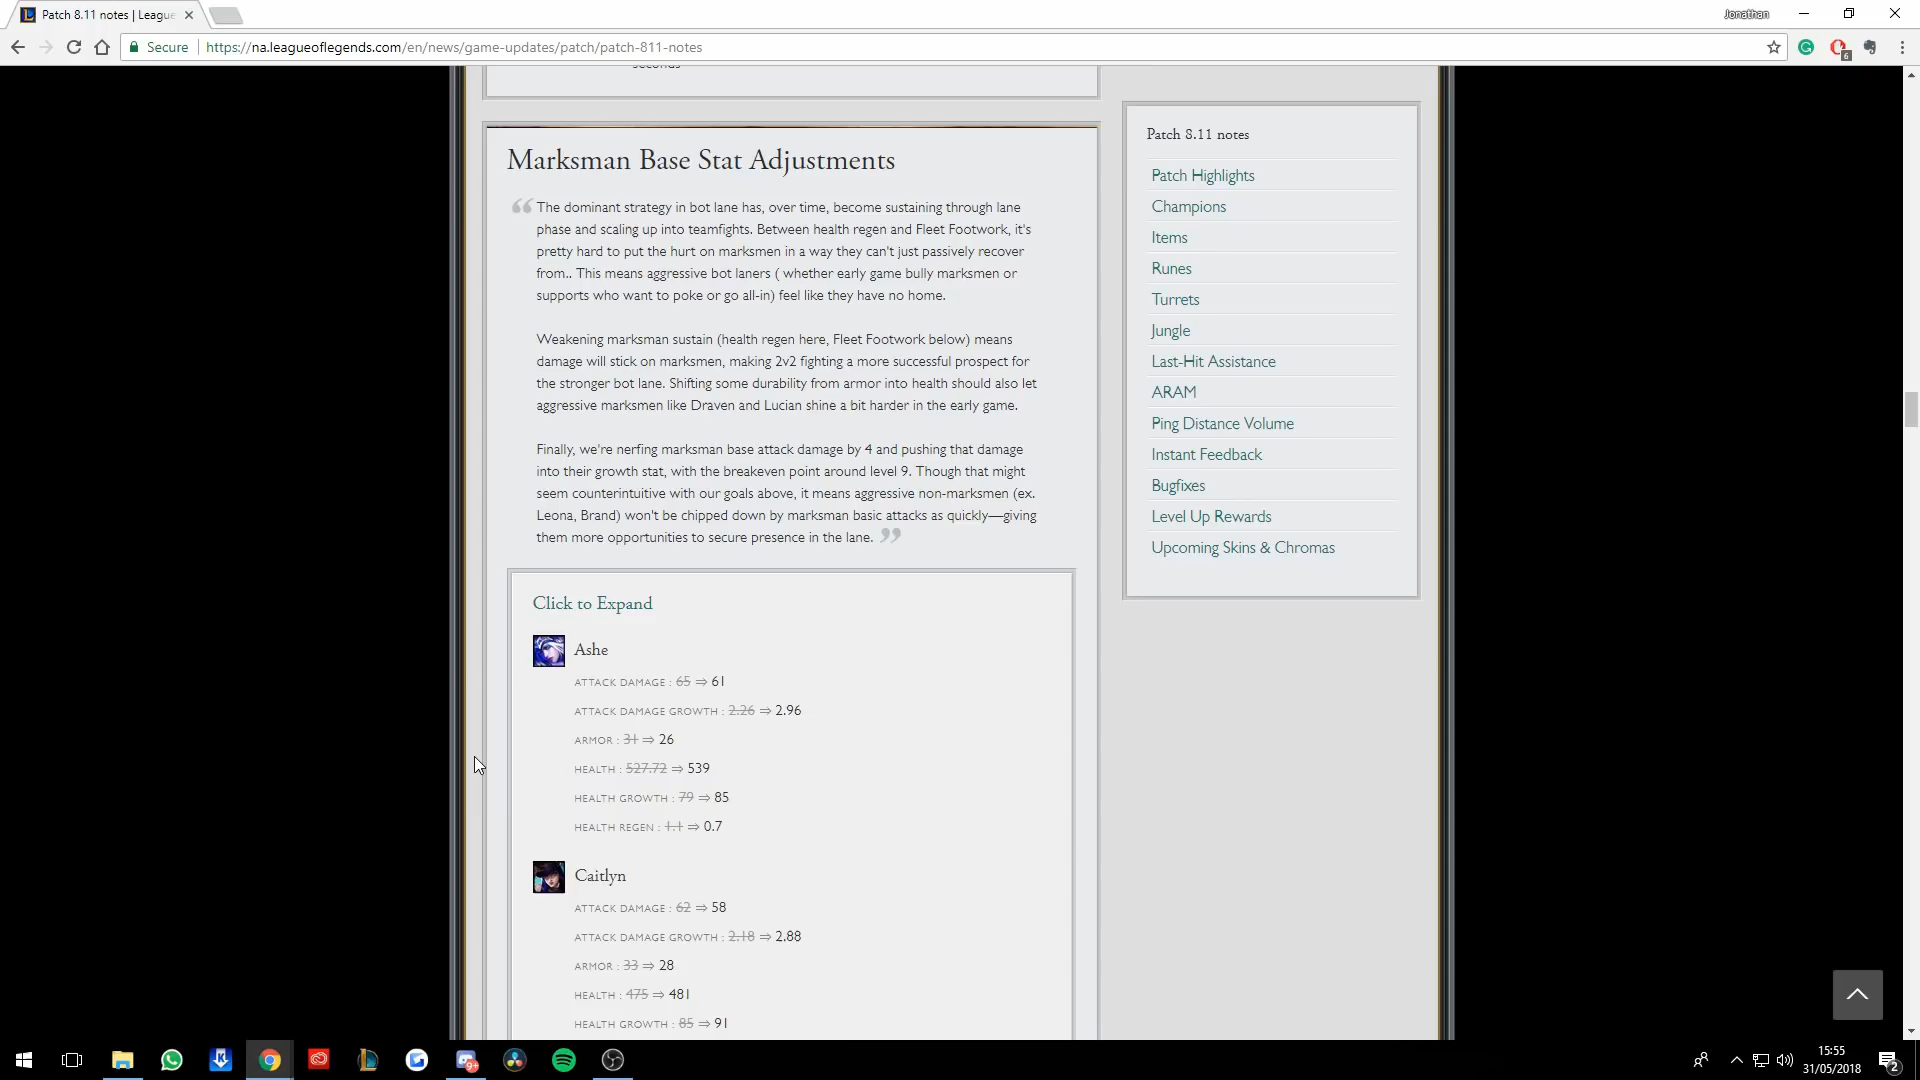 Patch 8.11 notes | League
Jonathan
Secure
https://na.leagueoflegends.com/en/news/game-updates/patch/patch-811-notes
6
seconds
Marksman Base Stat Adjustments
“ The dominant strategy in bot lane has, over time, become sustaining through lane
phase and scaling up into teamfights. Between health regen and Fleet Footwork, it's
pretty hard to put the hurt on marksmen in a way they can't just passively recover
from.. This means aggressive bot laners ( whether early game bully marksmen or
supports who want to poke or go all-in) feel like they have no home.
Weakening marksman sustain (health regen here, Fleet Footwork below) means
damage will stick on marksmen, making 2v2 fighting a more successful prospect for
the stronger bot lane. Shifting some durability from armor into health should also let
aggressive marksmen like Draven and Lucian shine a bit harder in the early game.
Finally, we're nerfing marksman base attack damage by 4 and pushing that damage
into their growth stat, with the breakeven point around level 9. Though that might
seem counterintuitive with our goals above, it means aggressive non-marksmen (ex.
Leona, Brand) won't be chipped down by marksman basic attacks as quickly—giving
them more opportunities to secure presence in the lane. ”
Click to Expand
Ashe
ATTACK DAMAGE : 65 ⇒ 61
ATTACK DAMAGE GROWTH : 2.26 ⇒ 2.96
ARMOR : 31 ⇒ 26
HEALTH : 527.72 ⇒ 539
HEALTH GROWTH : 79 ⇒ 85
HEALTH REGEN : 1.1 ⇒ 0.7
Caitlyn
ATTACK DAMAGE : 62 ⇒ 58
ATTACK DAMAGE GROWTH : 2.18 ⇒ 2.88
ARMOR : 33 ⇒ 28
HEALTH : 475 ⇒ 481
HEALTH GROWTH : 85 ⇒ 91
Patch 8.11 notes
Patch Highlights
Champions
Items
Runes
Turrets
Jungle
Last-Hit Assistance
ARAM
Ping Distance Volume
Instant Feedback
Bugfixes
Level Up Rewards
Upcoming Skins & Chromas
9+
15:55
31/05/2018
2